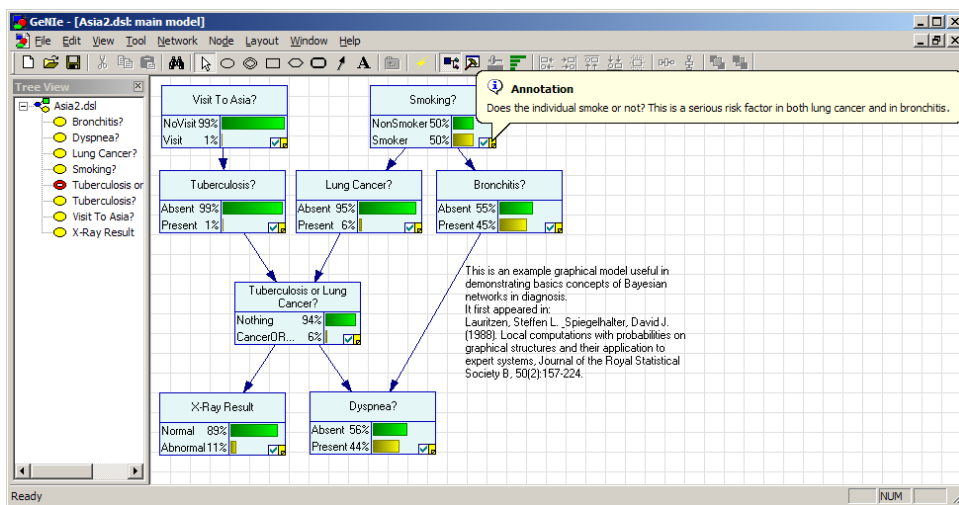 GeNIe - [Asia2.dsl: main model]
File Edit View Tool Network Node Layout Window Help
A
Tree View
Asia2.dsl
Bronchitis?
Dyspnea?
Lung Cancer?
Smoking?
Tuberculosis or
Tuberculosis?
Visit To Asia?
X-Ray Result
Visit To Asia?
NoVisit 99%
Visit 1%
Smoking?
NonSmoker 50%
Smoker 50%
Annotation
Does the individual smoke or not? This is a serious risk factor in both lung cancer and in bronchitis.
Tuberculosis?
Absent 99%
Present 1%
Lung Cancer?
Absent 95%
Present 6%
Bronchitis?
Absent 55%
Present 45%
Tuberculosis or Lung
Cancer?
Nothing 94%
CancerOR... 6%
This is an example graphical model useful in
demonstrating basics concepts of Bayesian
networks in diagnosis.
It first appeared in:
Lauritzen, Steffen L. _Spiegelhalter, David J.
(1988). Local computations with probabilities on
graphical structures and their application to
expert systems, Journal of the Royal Statistical
Society B, 50(2):157-224.
X-Ray Result
Normal 89%
Abnormal 11%
Dyspnea?
Absent 56%
Present 44%
Ready
NUM